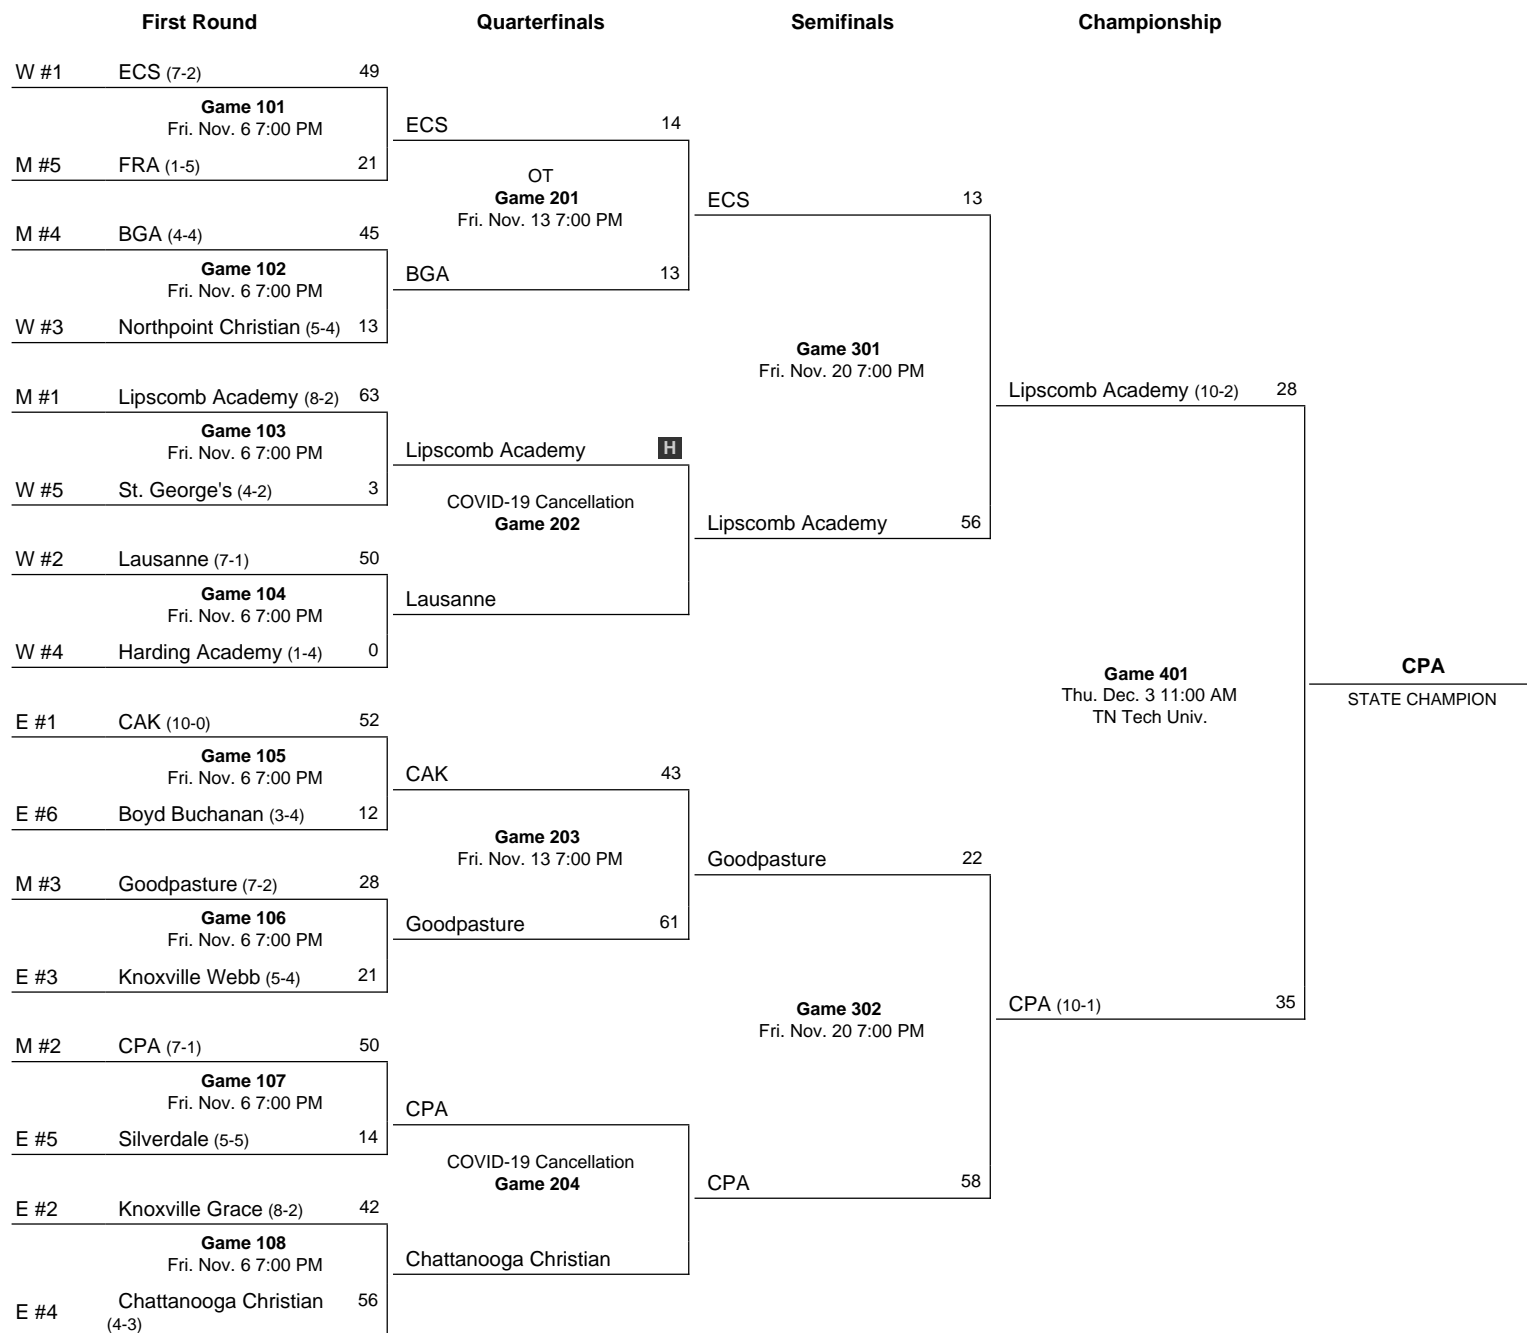 First Round Quarterfinals Semifinals Championship
W #1 ECS (7-2) 49
Game 101
Fri. Nov. 6 7:00 PM
M #5 FRA (1-5) 21
M #4 BGA (4-4) 45
Game 102
Fri. Nov. 6 7:00 PM
W #3 Northpoint Christian (5-4) 13
M #1 Lipscomb Academy (8-2) 63
Game 103
Fri. Nov. 6 7:00 PM
W #5 St. George's (4-2) 3
W #2 Lausanne (7-1) 50
Game 104
Fri. Nov. 6 7:00 PM
W #4 Harding Academy (1-4) 0
E #1 CAK (10-0) 52
Game 105
Fri. Nov. 6 7:00 PM
E #6 Boyd Buchanan (3-4) 12
M #3 Goodpasture (7-2) 28
Game 106
Fri. Nov. 6 7:00 PM
E #3 Knoxville Webb (5-4) 21
M #2 CPA (7-1) 50
Game 107
Fri. Nov. 6 7:00 PM
E #5 Silverdale (5-5) 14
E #2 Knoxville Grace (8-2) 42
Game 108
Fri. Nov. 6 7:00 PM
E #4 Chattanooga Christian 56
(4-3)
ECS 14
OT
Game 201
Fri. Nov. 13 7:00 PM
BGA 13
Lipscomb Academy H
COVID-19 Cancellation
Game 202
Lausanne
CAK 43
Game 203
Fri. Nov. 13 7:00 PM
Goodpasture 61
CPA
COVID-19 Cancellation
Game 204
Chattanooga Christian
ECS 13
Game 301
Fri. Nov. 20 7:00 PM
Lipscomb Academy 56
Goodpasture 22
Game 302
Fri. Nov. 20 7:00 PM
CPA 58
Lipscomb Academy (10-2) 28
Game 401
Thu. Dec. 3 11:00 AM
TN Tech Univ.
CPA (10-1) 35
CPA
STATE CHAMPION